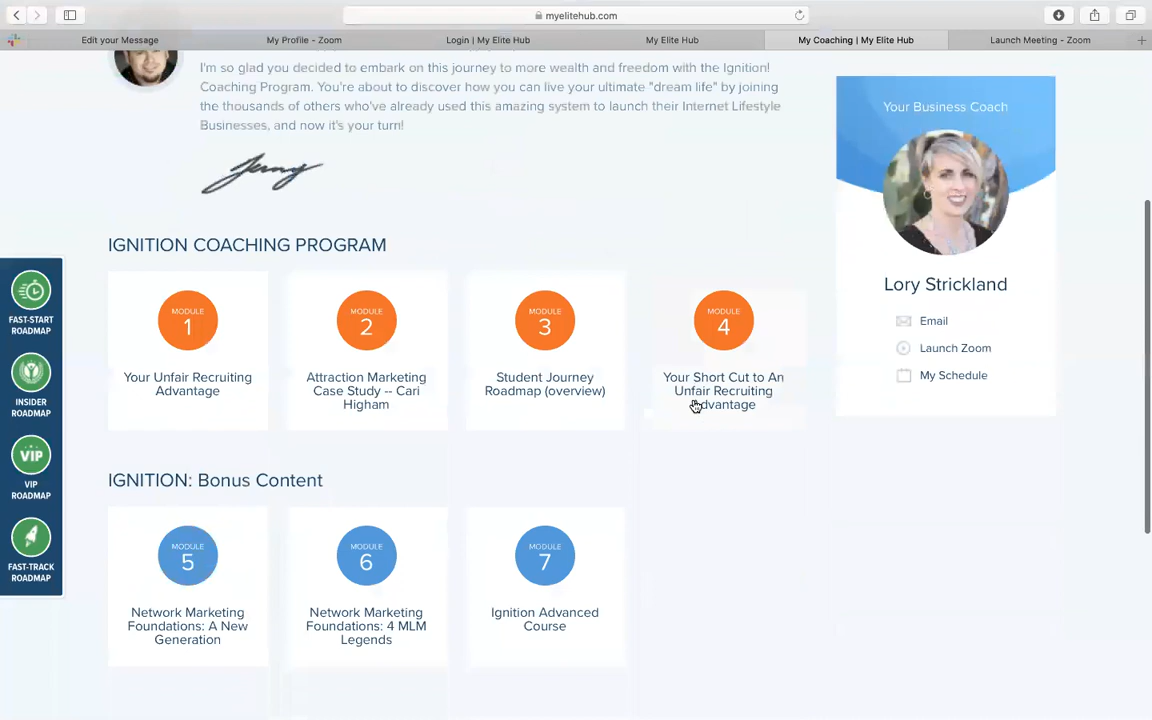 myelitehub.com
Edit your Message
My Profile - Zoom
Login | My Elite Hub
My Elite Hub
My Coaching | My Elite Hub
Launch Meeting - Zoom
I'm so glad you decided to embark on this journey to more wealth and freedom with the Ignition!
Coaching Program. You're about to discover how you can live your ultimate "dream life" by joining
the thousands of others who've already used this amazing system to launch their Internet Lifestyle
Businesses, and now it's your turn!
Your Business Coach
Lory Strickland
Email
Launch Zoom
My Schedule
FAST-START
ROADMAP
INSIDER
ROADMAP
VIP
VIP
ROADMAP
FAST-TRACK
ROADMAP
IGNITION COACHING PROGRAM
MODULE
1
Your Unfair Recruiting
Advantage
MODULE
2
Attraction Marketing
Case Study -- Cari
Higham
MODULE
3
Student Journey
Roadmap (overview)
MODULE
4
Your Short Cut to An
Unfair Recruiting
Advantage
IGNITION: Bonus Content
MODULE
5
Network Marketing
Foundations: A New
Generation
MODULE
6
Network Marketing
Foundations: 4 MLM
Legends
MODULE
7
Ignition Advanced
Course